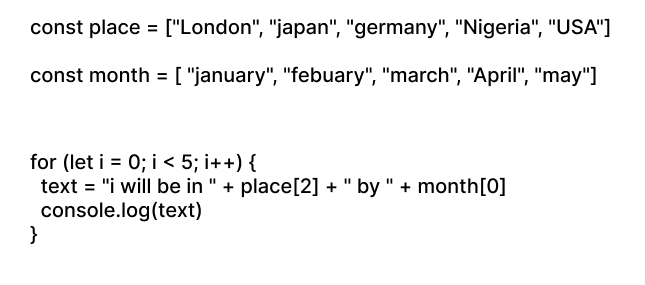 const place = ["London", "japan", "germany", "Nigeria", "USA"]
const month = [ "january", "febuary", "march", "April", "may"]
for (let i = 0; i < 5; i++) {
text = "i will be in " + place[2] + " by " + month[0]
console.log(text)
}